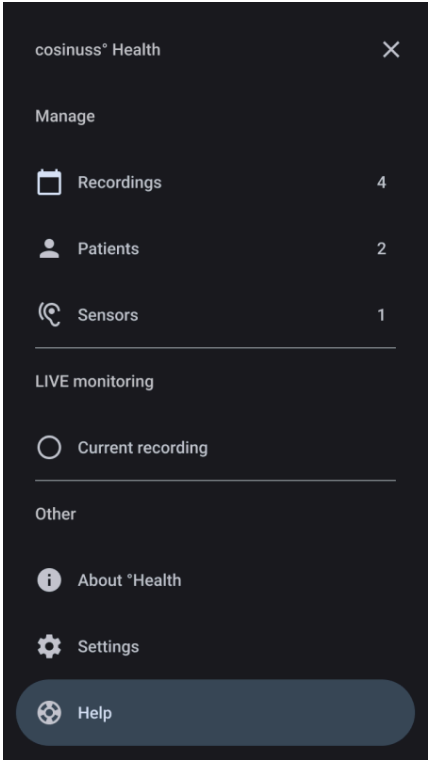 cosinuss° Health
Manage
Recordings 4
Patients 2
Sensors 1
LIVE monitoring
Current recording
Other
About °Health
Settings
Help